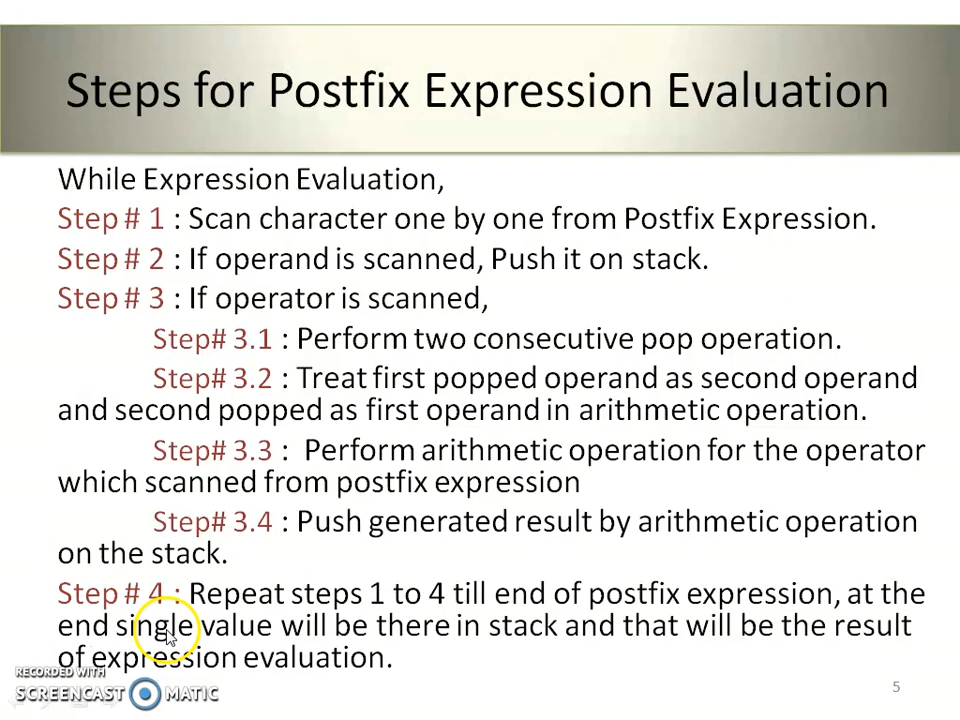 Steps for Postfix Expression Evaluation
While Expression Evaluation,
Step # 1 : Scan character one by one from Postfix Expression.
Step # 2 : If operand is scanned, Push it on stack.
Step # 3 : If operator is scanned,
Step# 3.1 : Perform two consecutive pop operation.
Step# 3.2 : Treat first popped operand as second operand
and second popped as first operand in arithmetic operation.
Step# 3.3 : Perform arithmetic operation for the operator
which scanned from postfix expression
Step# 3.4 : Push generated result by arithmetic operation
on the stack.
Step # 4 : Repeat steps 1 to 4 till end of postfix expression, at the
end single value will be there in stack and that will be the result
of expression evaluation.
RECORDED WITH
SCREENCAST MATIC
5